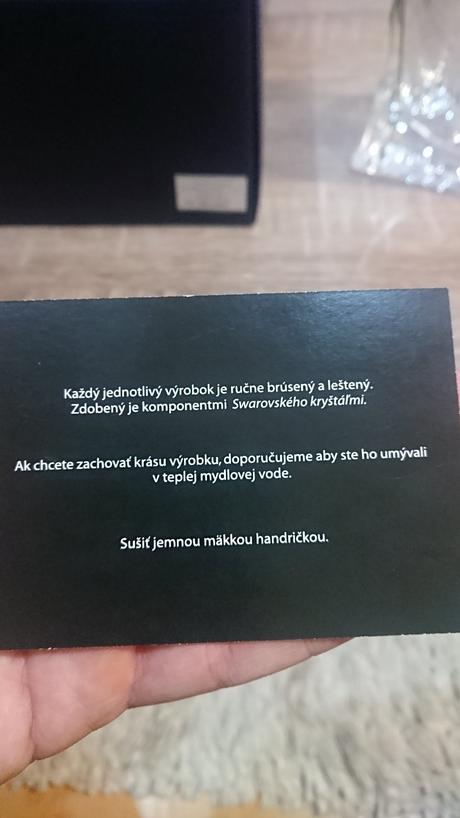 Každý jednotlivý výrobok je ručne brúsený a leštený.
Zdobený je komponentmi Swarovského kryštáľmi.
Ak chcete zachovať krásu výrobku, doporučujeme aby ste ho umývali
v teplej mydlovej vode.
Sušiť jemnou mäkkou handričkou.